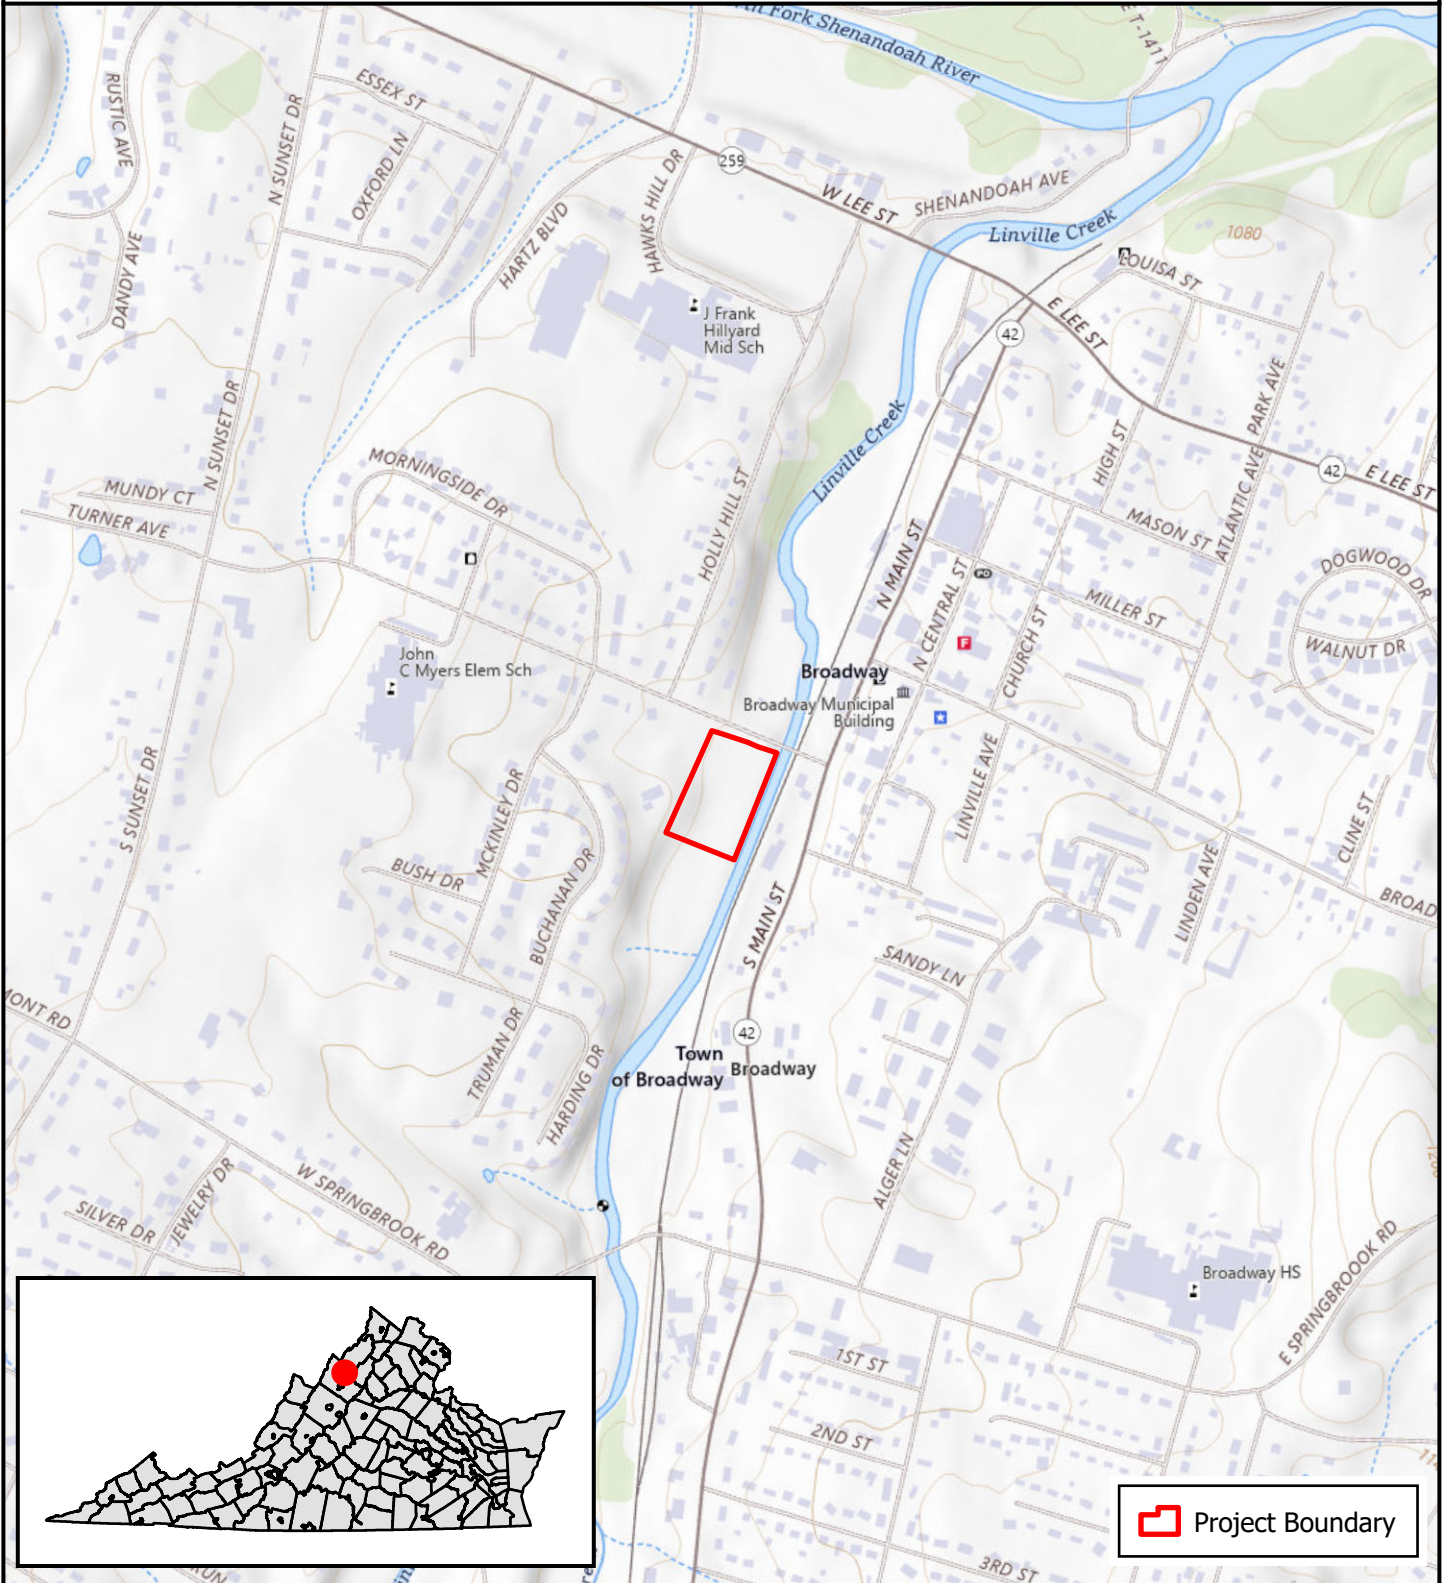 th Fork Shenandoah River
E T-1411
RUSTIC AVE
ESSEX ST
N SUNSET DR
OXFORD LN
259
HAWKS HILL DR
W LEE ST
SHENANDOAH AVE
Linville Creek
1080
DANDY AVE
HARTZ BLVD
LOUISA ST
E LEE ST
J Frank
Hillyard
Mid Sch
42
N SUNSET DR
PARK AVE
Linville Creek
HIGH ST
MORNINGSIDE DR
ATLANTIC AVE
42
E LEE ST
MUNDY CT
TURNER AVE
HOLLY HILL ST
MASON ST
N MAIN ST
DOGWOOD DR
PO
N CENTRAL ST
MILLER ST
F
CHURCH ST
WALNUT DR
John
C Myers Elem Sch
Broadway
Broadway Municipal
Building
S SUNSET DR
MCKINLEY DR
LINVILLE AVE
CLINE ST
BUSH DR
BUCHANAN DR
LINDEN AVE
BROAD
S MAIN ST
SANDY LN
MONT RD
TRUMAN DR
42
Town
of Broadway
Broadway
HARDING DR
ALGER LN
W SPRINGBROOK RD
JEWELRY DR
SILVER DR
E SPRINGBROOOK RD
Broadway HS
1ST ST
2ND ST
3RD ST
RUN
Project Boundary